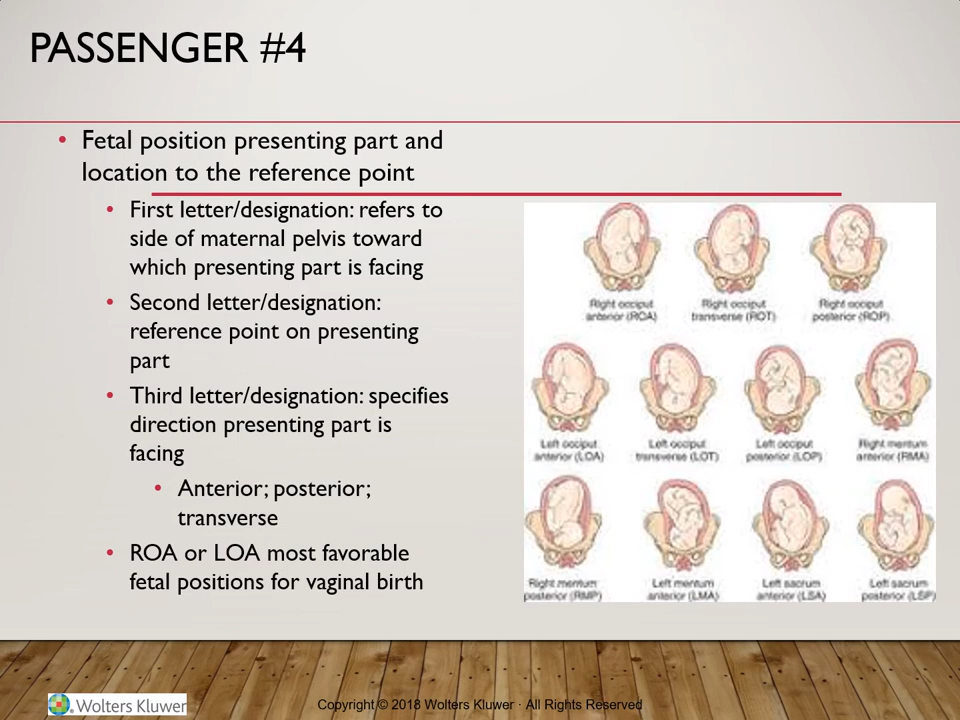 PASSENGER #4
• Fetal position presenting part and
location to the reference point
• First letter/designation: refers to
side of maternal pelvis toward
which presenting part is facing
• Second letter/designation:
reference point on presenting
part
• Third letter/designation: specifies
direction presenting part is
facing
• Anterior; posterior;
transverse
• ROA or LOA most favorable
fetal positions for vaginal birth
Right occiput
anterior (ROA)
Right occiput
transverse (ROT)
Right occiput
posterior (ROP)
Left occiput
anterior (LOA)
Left occiput
transverse (LOT)
Left occiput
posterior (LOP)
Right mentum
anterior (RMA)
Right mentum
posterior (RMP)
Left mentum
anterior (LMA)
Left sacrum
anterior (LSA)
Left sacrum
posterior (LSP)
Wolters Kluwer
Copyright © 2018 Wolters Kluwer · All Rights Reserved